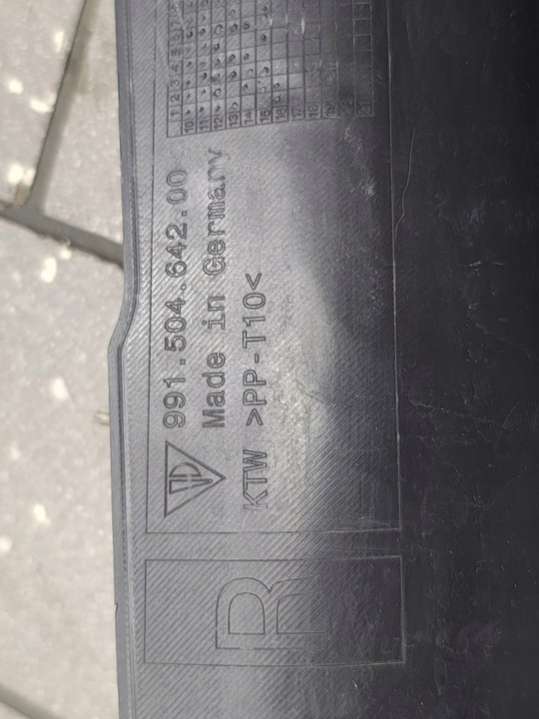 991.504.642.00
Made in Germany
KTW >PP-T10<
R